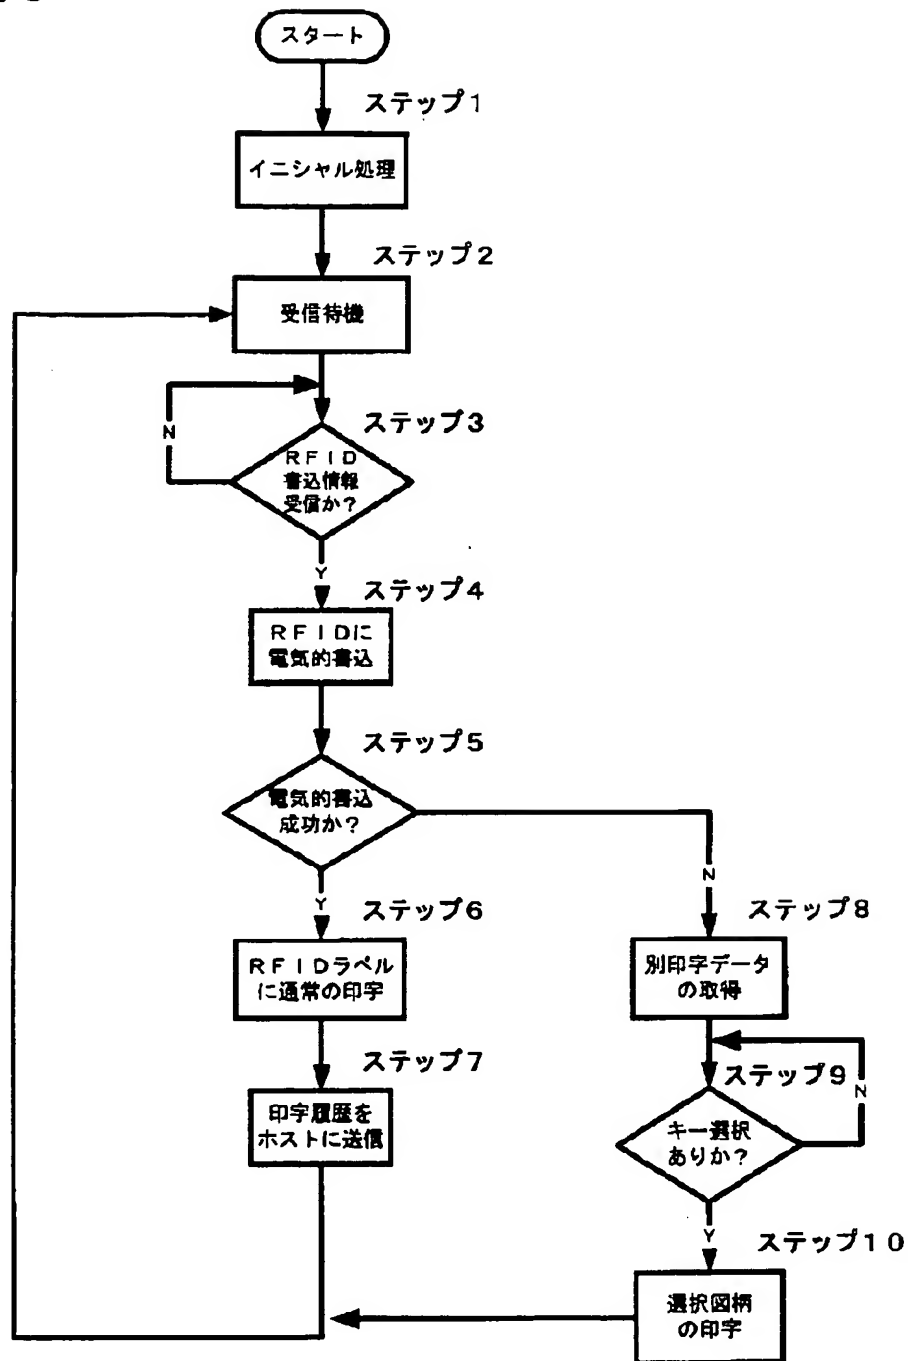 スタート
ステップ1
イニシャル処理
ステップ2
受信待機
ステップ3
N
RFID
書込情報
受信か?
Y
ステップ4
RFIDに
電気的書込
ステップ5
電気的書込
成功か?
Y
N
ステップ6
RFIDラベル
に通常の印字
ステップ7
印字履歴を
ホストに送信
ステップ8
別印字データ
の取得
ステップ9
N
キー選択
ありか?
Y
ステップ10
選択図柄
の印字